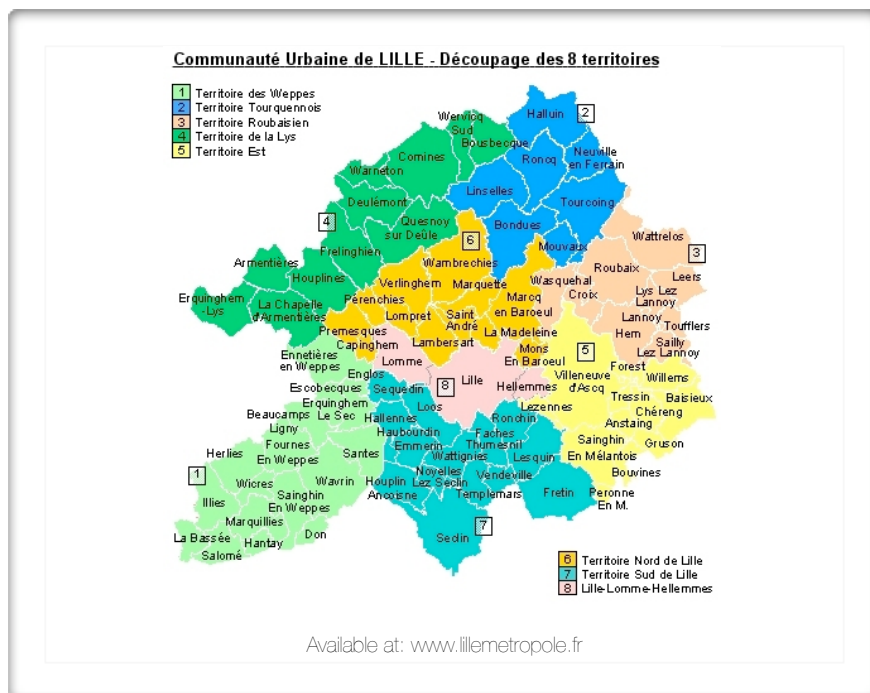 Communauté Urbaine de LILLE - Découpage des 8 territoires
1 Territoire des Weppes
2 Territoire Tourquennois
3 Territoire Roubaisien
4 Territoire de la Lys
5 Territoire Est
Halluin
2
Wervicq
Sud
Bousbecque
Neuville
en Ferrain
Roncq
Comines
Warneton
Linselles
Tourcoing
Deulémont
Quesnoy
sur Deûle
4
Bondues
Wattrelos
6
Mouvaux
3
Frelinghien
Armentières
Wambrechies
Roubaix
Leers
Houplines
Verlinghem
Marquette
Wasquehal
Croix
Lys Lez
Lannoy
Erquinghem
-Lys
La Chapelle
d'Armentières
Pérenchies
Marcq
en Baroeul
Lompret
Saint
André
Lannoy
Toufflers
Premesques
La Madeleine
Hem
Sailly
Lez Lannoy
Capinghem
Lambersart
Mons
En Baroeul
5
Ennetières
en Weppes
Lomme
Forest
Englos
Lille
Villeneuve
d'Ascq
Willems
Escobecques
Sequedin
8
Hellemmes
Tressin
Baisieux
Erquinghem
Le Sec
Loos
Lezennes
Chéreng
Beaucamps
Ligny
Hallennes
Ronchin
Anstaing
Haubourdin
Faches
Thumesnil
Sainghin
En Mélantois
Gruson
Herlies
Fournes
En Weppes
Santes
Emmerin
Wattignies
Lesquin
Bouvines
1
Noyelles
Lez Seclin
Vendeville
Wicres
Wavrin
Houplin
Ancoisne
Templemars
Fretin
Peronne
En M.
Illies
Sainghin
En Weppes
Marquillies
La Bassée
Hantay
Don
Salomé
Seclin
7
6 Territoire Nord de Lille
7 Territoire Sud de Lille
8 Lille-Lomme-Hellemmes
Available at: www.lillemetropole.fr